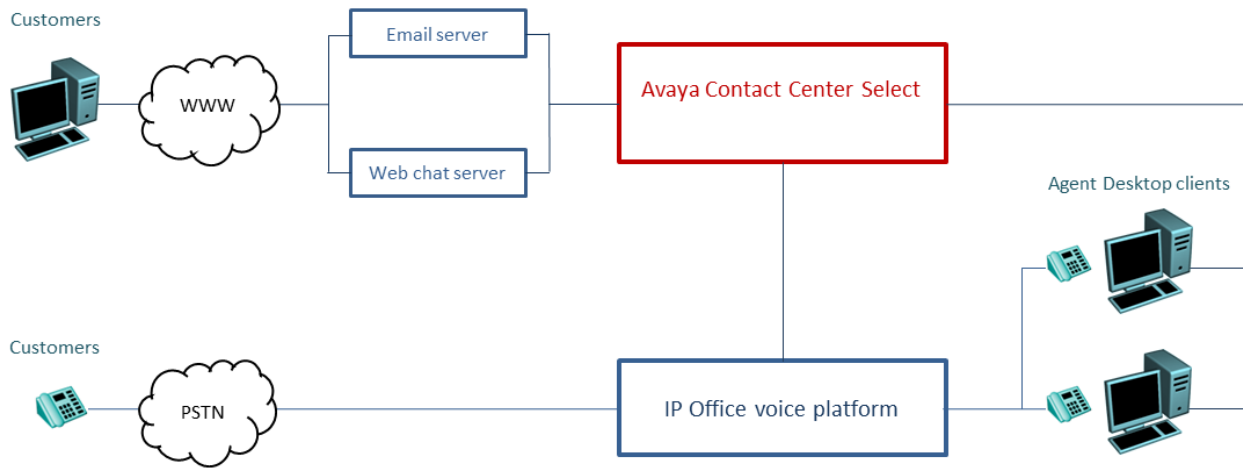 Customers
Email server
WWW
Avaya Contact Center Select
Web chat server
Agent Desktop clients
Customers
PSTN
IP Office voice platform